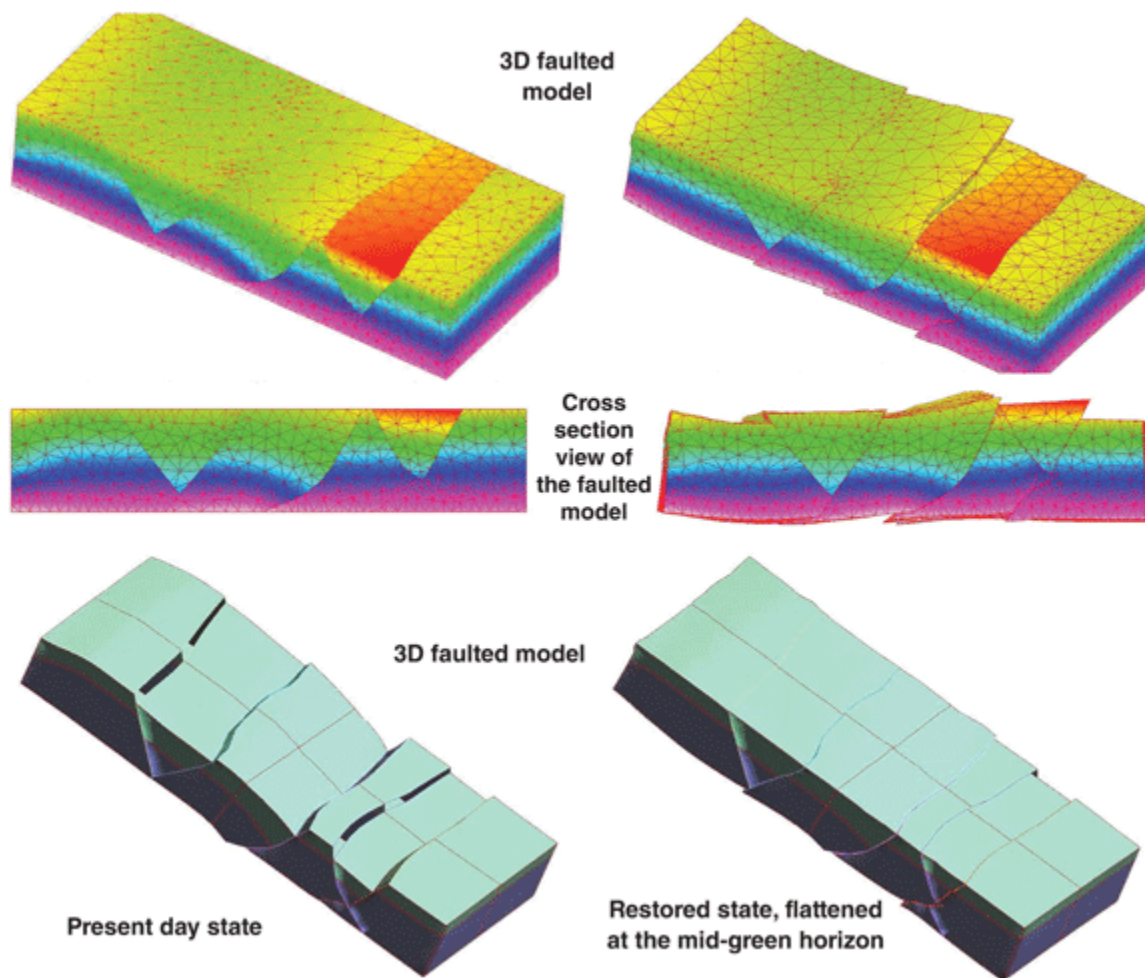 3D faulted
model
Cross
section
view of
the faulted
model
3D faulted model
Present day state
Restored state, flattened
at the mid-green horizon